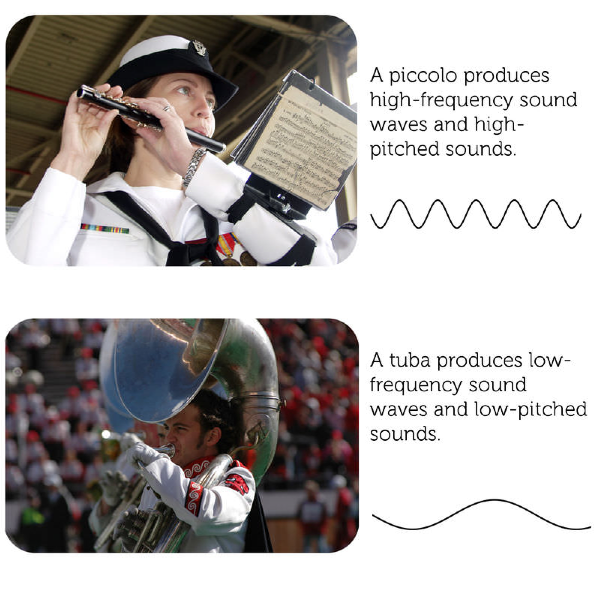 A piccolo produces
high-frequency sound
waves and high-
pitched sounds.
A tuba produces low-
frequency sound
waves and low-pitched
sounds.